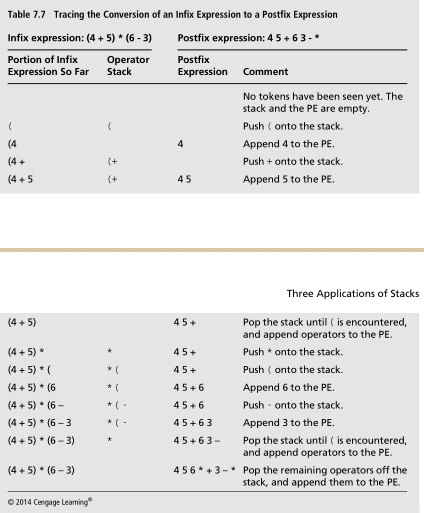 Table 7.7 Tracing the Conversion of an Infix Expression to a Postfix Expression
Infix expression: (4 + 5) * (6 - 3) Postfix expression: 4 5 + 6 3 - *
Portion of Infix Operator Postfix
Expression So Far Stack Expression Comment
No tokens have been seen yet. The
stack and the PE are empty.
( ( Push ( onto the stack.
(4 4 Append 4 to the PE.
(4 + (+ Push + onto the stack.
(4 + 5 (+ 4 5 Append 5 to the PE.
Three Applications of Stacks
(4 + 5) 4 5 + Pop the stack until ( is encountered,
and append operators to the PE.
(4 + 5) * * 4 5 + Push * onto the stack.
(4 + 5) * ( * ( 4 5 + Push ( onto the stack.
(4 + 5) * (6 * ( 4 5 + 6 Append 6 to the PE.
(4 + 5) * (6 – * ( - 4 5 + 6 Push - onto the stack.
(4 + 5) * (6 – 3 * ( - 4 5 + 6 3 Append 3 to the PE.
(4 + 5) * (6 – 3) * 4 5 + 6 3 – Pop the stack until ( is encountered,
and append operators to the PE.
(4 + 5) * (6 – 3) 4 5 6 * + 3 – * Pop the remaining operators off the
stack, and append them to the PE.
© 2014 Cengage Learning®